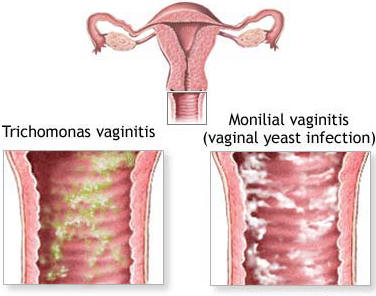 Trichomonas vaginitis
Monilial vaginitis
(vaginal yeast infection)